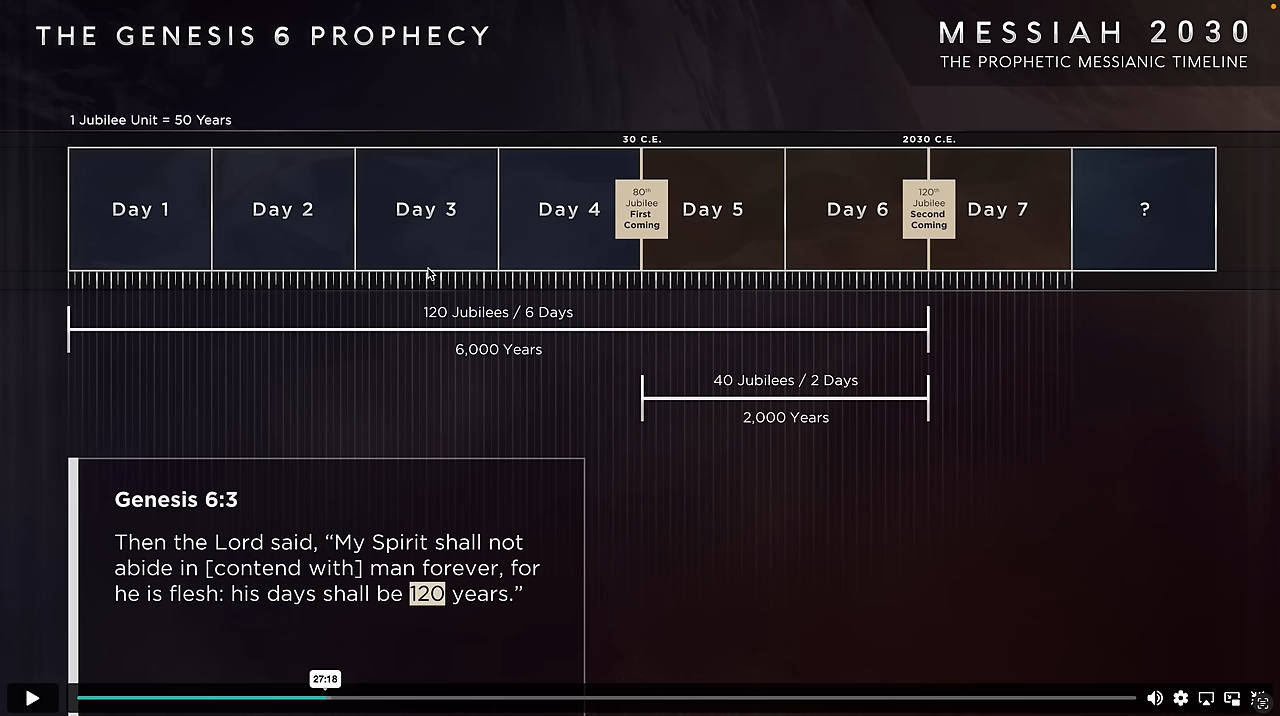 THE GENESIS 6 PROPHECY
MESSIAH 2030
THE PROPHETIC MESSIANIC TIMELINE
1 Jubilee Unit = 50 Years
30 C.E.
2030 C.E.
Day 1
Day 2
Day 3
Day 4
80th
Jubilee
First
Coming
Day 5
Day 6
120th
Jubilee
Second
Coming
Day 7
?
120 Jubilees / 6 Days
6,000 Years
40 Jubilees / 2 Days
2,000 Years
Genesis 6:3
Then the Lord said, “My Spirit shall not
abide in [contend with] man forever, for
he is flesh: his days shall be 120 years.”
27:18